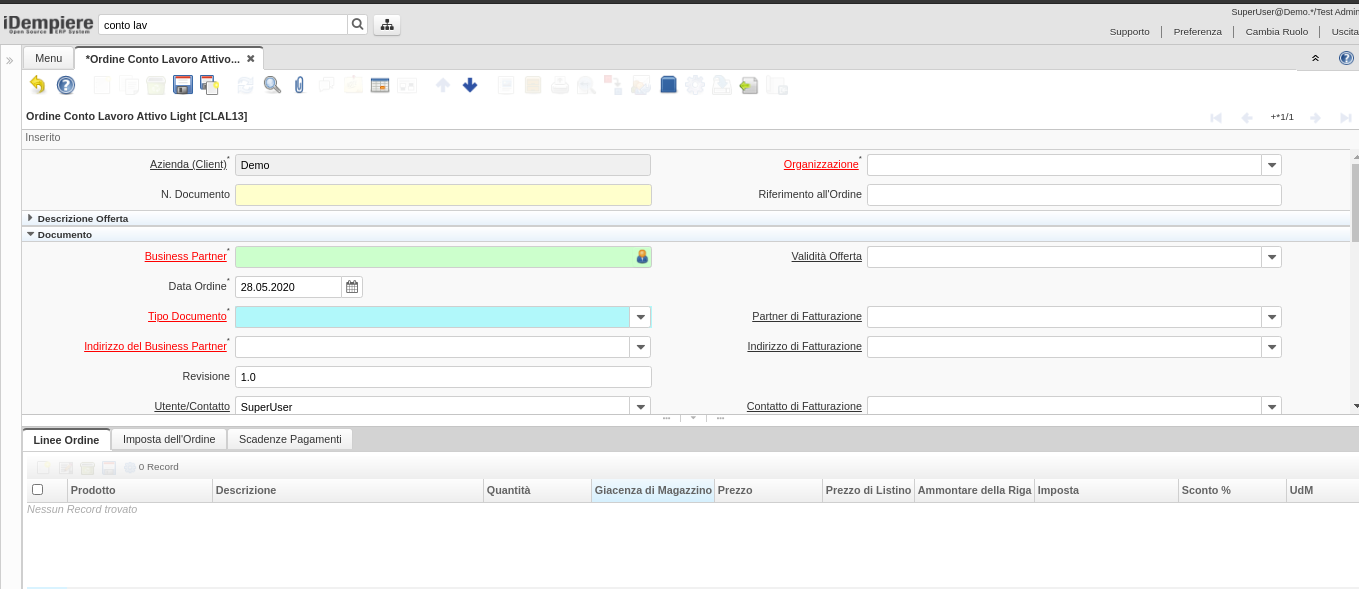 SuperUser@Demo.*/Test Admin
iDempiere
Open Source ERP System
conto lav
Supporto
Preferenza
Cambia Ruolo
Uscita
Menu
*Ordine Conto Lavoro Attivo...
Ordine Conto Lavoro Attivo Light [CLAL13]
+*1/1
Inserito
Azienda (Client)* Demo
Organizzazione*
N. Documento
Riferimento all'Ordine
Descrizione Offerta
Documento
Business Partner*
Validità Offerta
Data Ordine* 28.05.2020
Tipo Documento*
Partner di Fatturazione
Indirizzo del Business Partner*
Indirizzo di Fatturazione
Revisione 1.0
Utente/Contatto SuperUser
Contatto di Fatturazione
Linee Ordine
Imposta dell'Ordine
Scadenze Pagamenti
0 Record
Prodotto
Descrizione
Quantità
Giacenza di Magazzino
Prezzo
Prezzo di Listino
Ammontare della Riga
Imposta
Sconto %
UdM
Nessun Record trovato